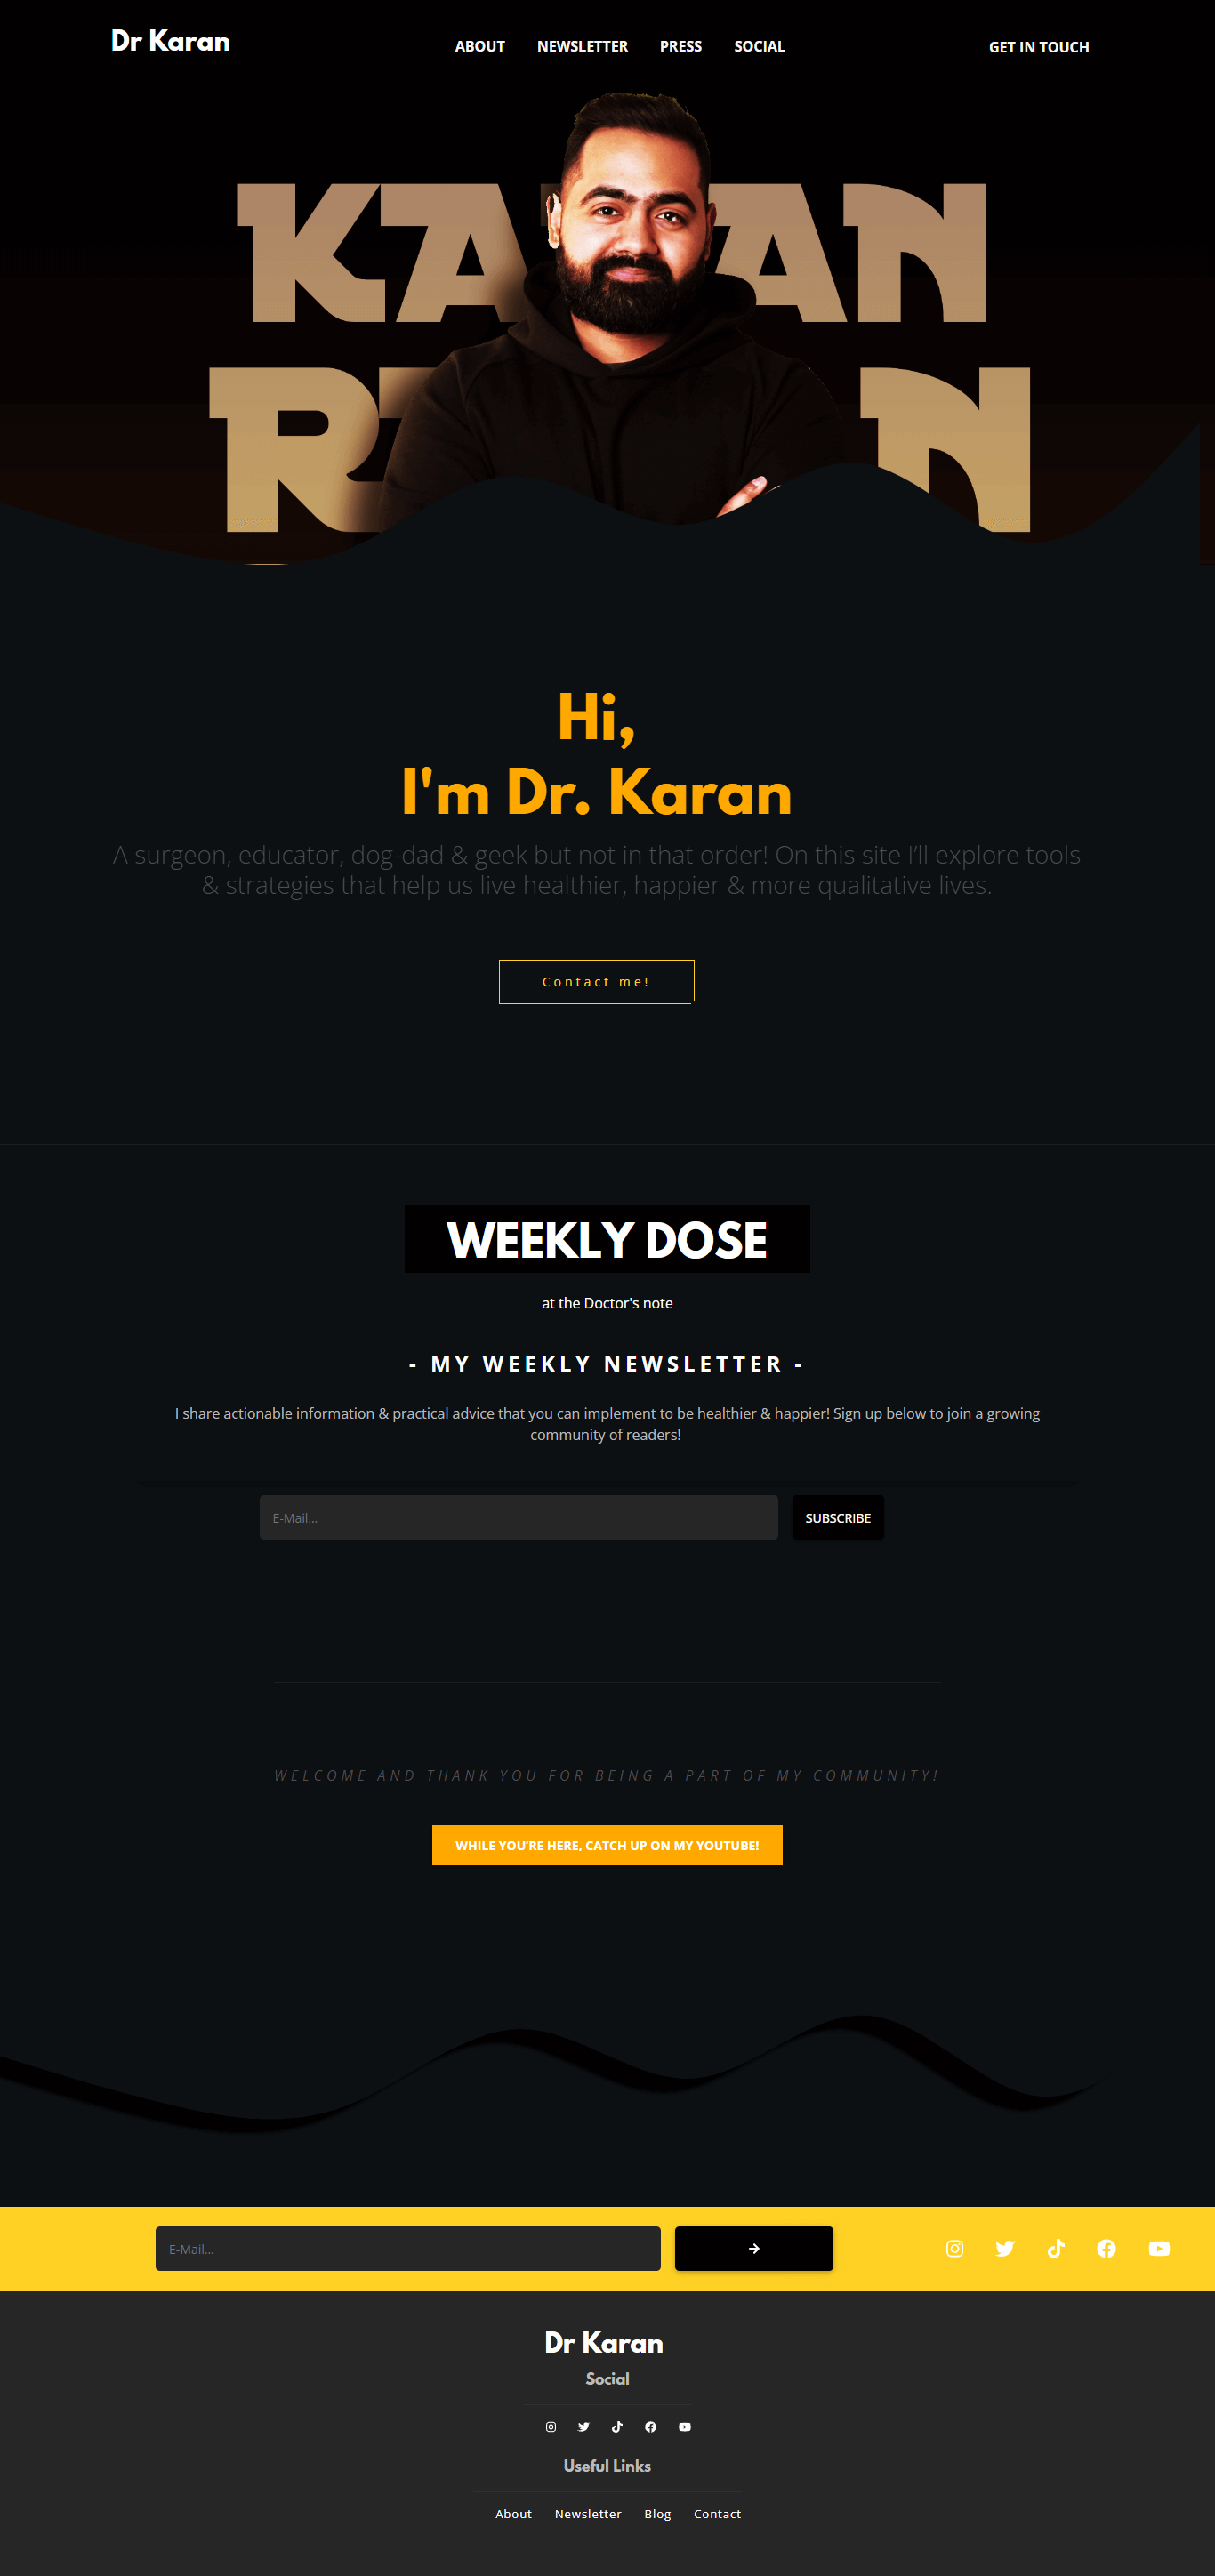 Dr Karan
ABOUT NEWSLETTER PRESS SOCIAL
GET IN TOUCH
Hi,
I'm Dr. Karan
A surgeon, educator, dog-dad & geek but not in that order! On this site I’ll explore tools
& strategies that help us live healthier, happier & more qualitative lives.
Contact me!
WEEKLY DOSE
at the Doctor's note
- MY WEEKLY NEWSLETTER -
I share actionable information & practical advice that you can implement to be healthier & happier! Sign up below to join a growing
community of readers!
E-Mail...
SUBSCRIBE
WELCOME AND THANK YOU FOR BEING A PART OF MY COMMUNITY!
WHILE YOU’RE HERE, CATCH UP ON MY YOUTUBE!
E-Mail...
Dr Karan
Social
Useful Links
About Newsletter Blog Contact